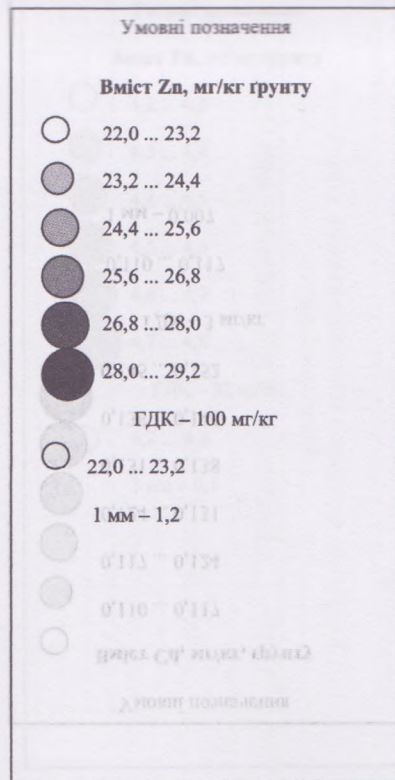 Умовні позначення
Вміст Zn, мг/кг ґрунту
22,0 ... 23,2
23,2 ... 24,4
24,4 ... 25,6
25,6 ... 26,8
26,8 ... 28,0
28,0 ... 29,2
ГДК – 100 мг/кг
22,0 ... 23,2
1 мм – 1,2